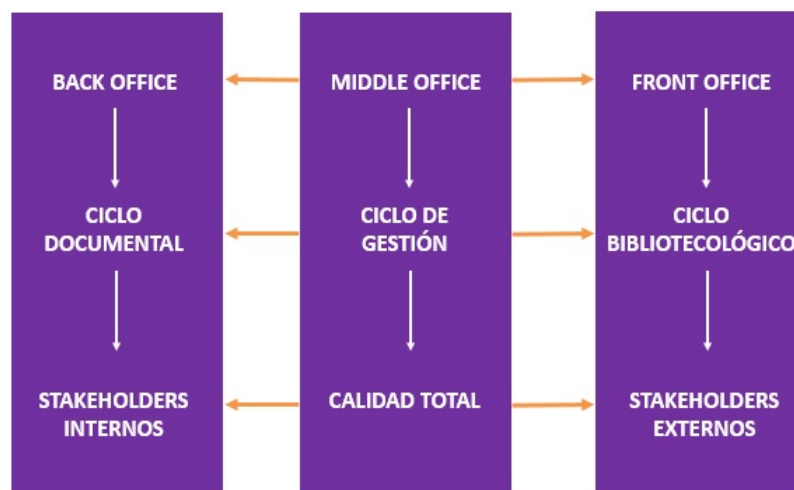 BACK OFFICE
MIDDLE OFFICE
FRONT OFFICE
CICLO
DOCUMENTAL
CICLO DE
GESTIÓN
CICLO
BIBLIOTECOLÓGICO
STAKEHOLDERS
INTERNOS
CALIDAD TOTAL
STAKEHOLDERS
EXTERNOS